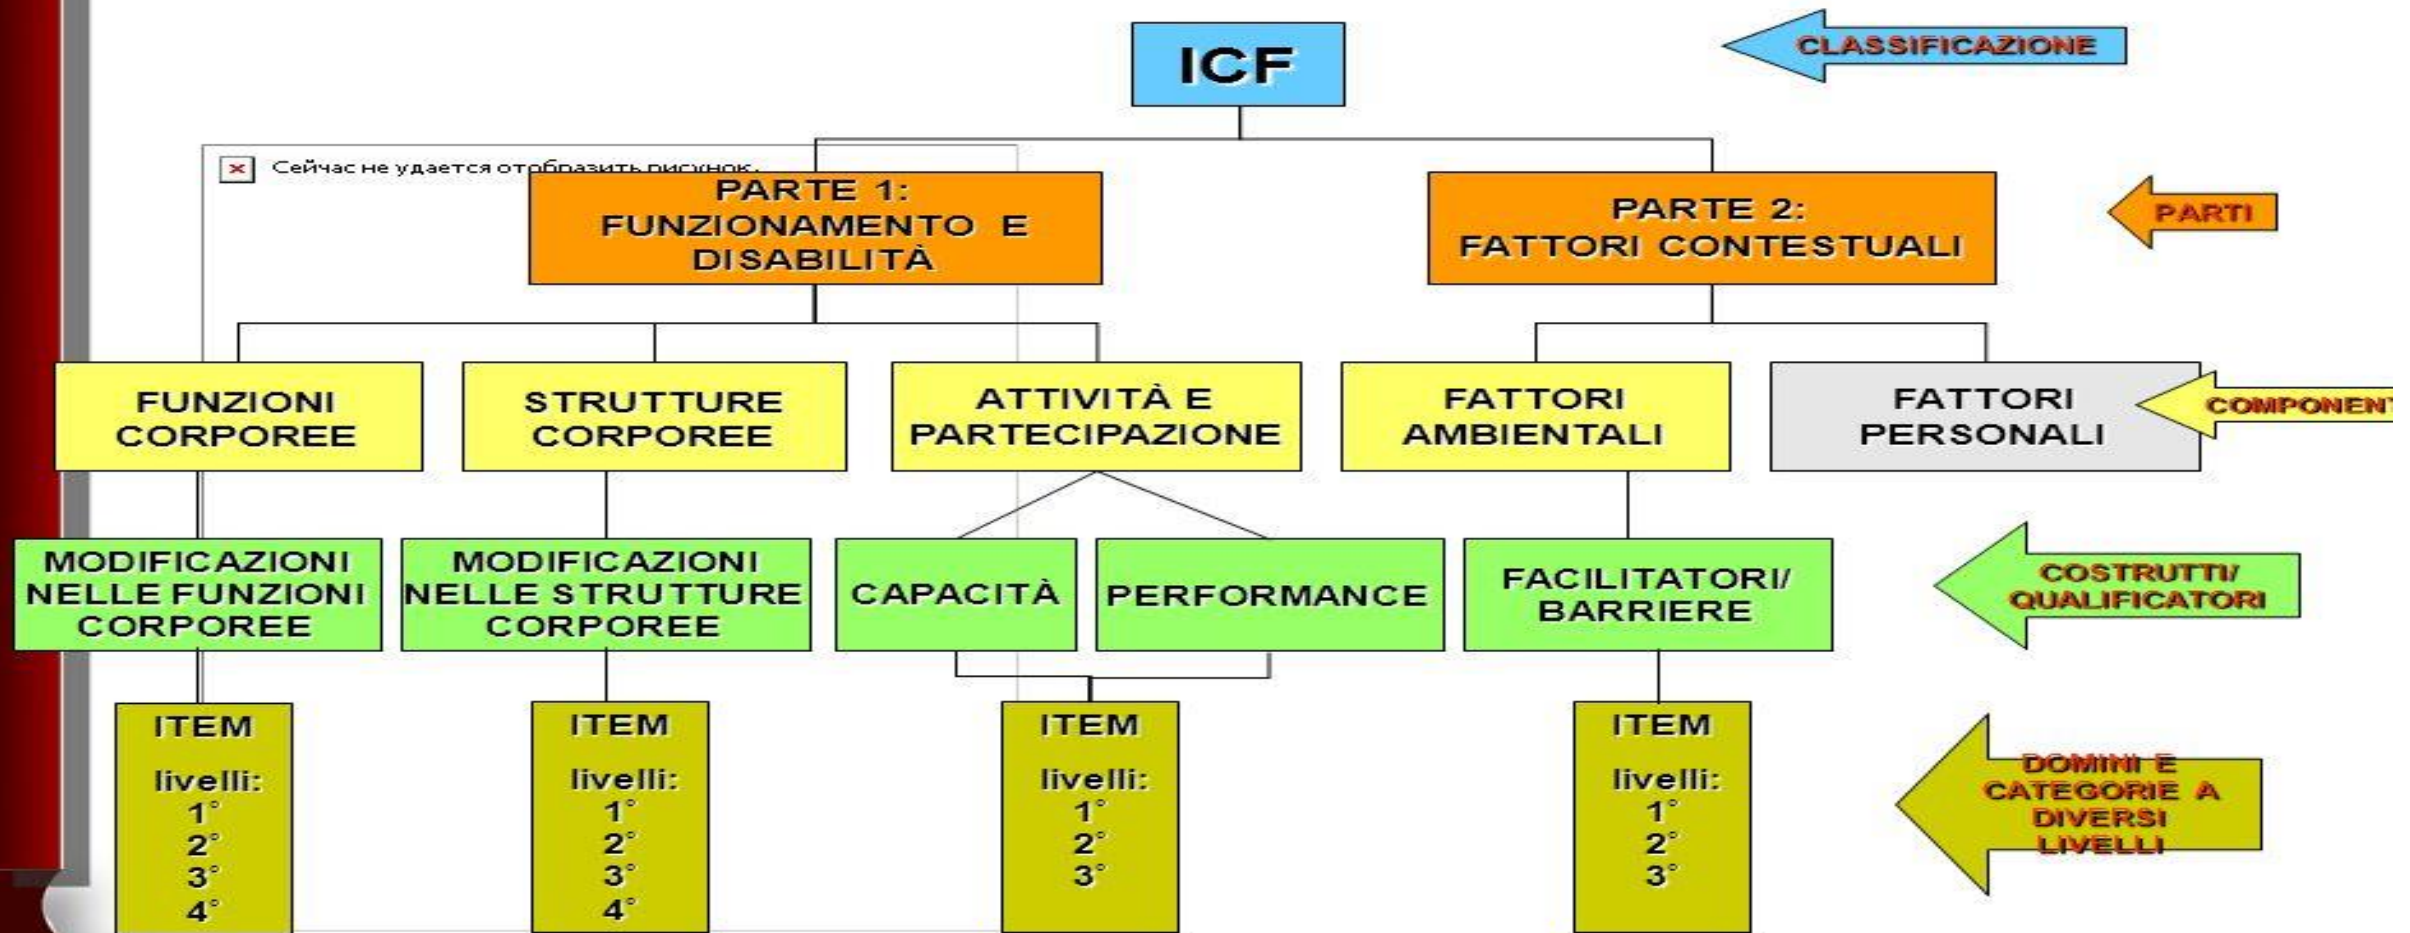 ICF
CLASSIFICAZIONE
Сейчас не удается отобразить рисунок.
PARTE 1:
FUNZIONAMENTO E
DISABILITÀ
PARTE 2:
FATTORI CONTESTUALI
PARTI
FUNZIONI
CORPOREE
STRUTTURE
CORPOREE
ATTIVITÀ E
PARTECIPAZIONE
FATTORI
AMBIENTALI
FATTORI
PERSONALI
COMPONENT
MODIFICAZIONI
NELLE FUNZIONI
CORPOREE
MODIFICAZIONI
NELLE STRUTTURE
CORPOREE
CAPACITÀ
PERFORMANCE
FACILITATORI/
BARRIERE
COSTRUTTI/
QUALIFICATORI
ITEM
livelli:
1°
2°
3°
4°
ITEM
livelli:
1°
2°
3°
4°
ITEM
livelli:
1°
2°
3°
ITEM
livelli:
1°
2°
3°
DOMINI E
CATEGORIE A
DIVERSI
LIVELLI